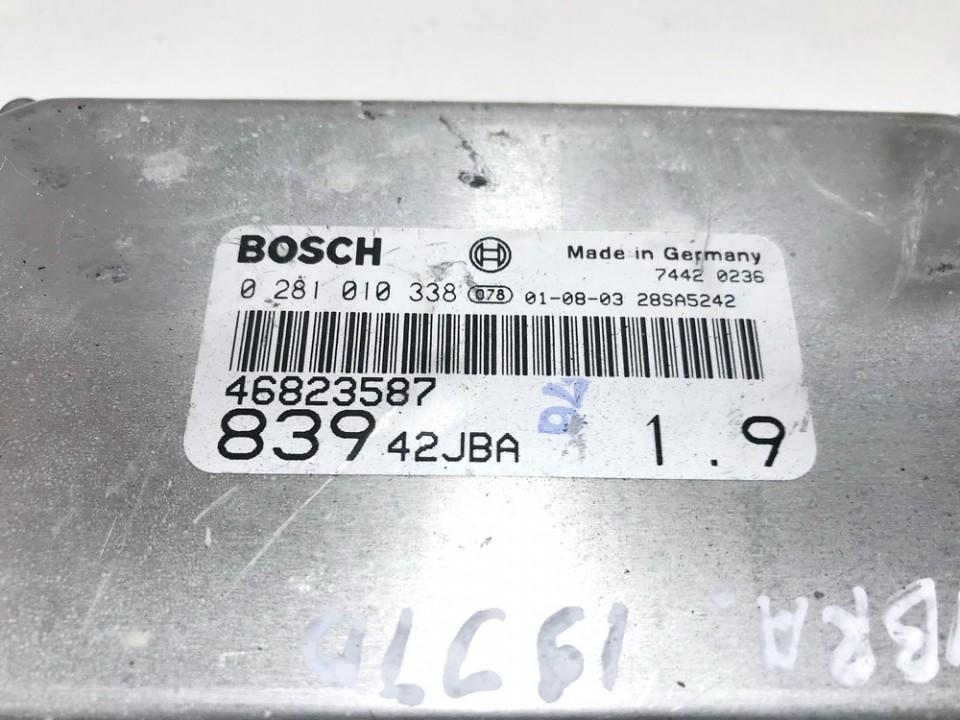 BOSCH Made in Germany
7442 0236
0 281 010 338 078 01-08-03 28SA5242
46823587
839 42JBA 1.9
76